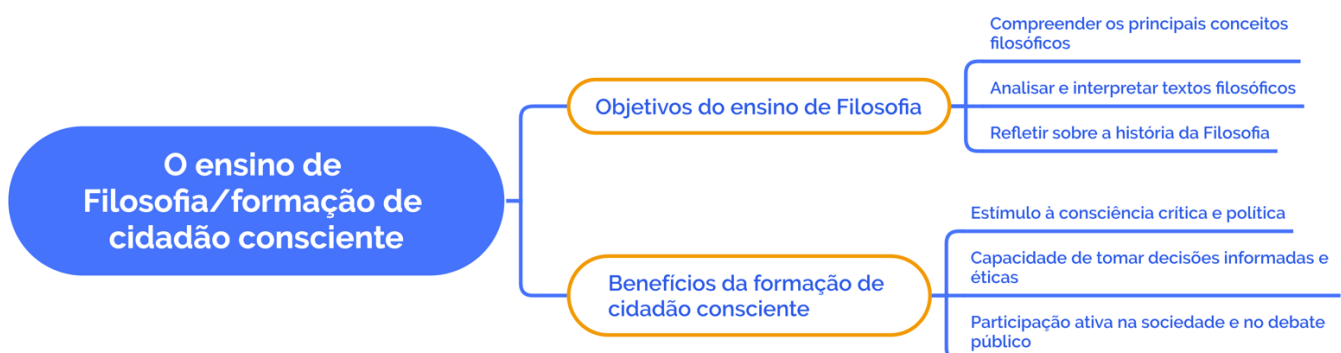 O ensino de
Filosofia/formação de
cidadão consciente
Objetivos do ensino de Filosofia
Compreender os principais conceitos
filosóficos
Analisar e interpretar textos filosóficos
Refletir sobre a história da Filosofia
Benefícios da formação de
cidadão consciente
Estímulo à consciência crítica e política
Capacidade de tomar decisões informadas e
éticas
Participação ativa na sociedade e no debate
público